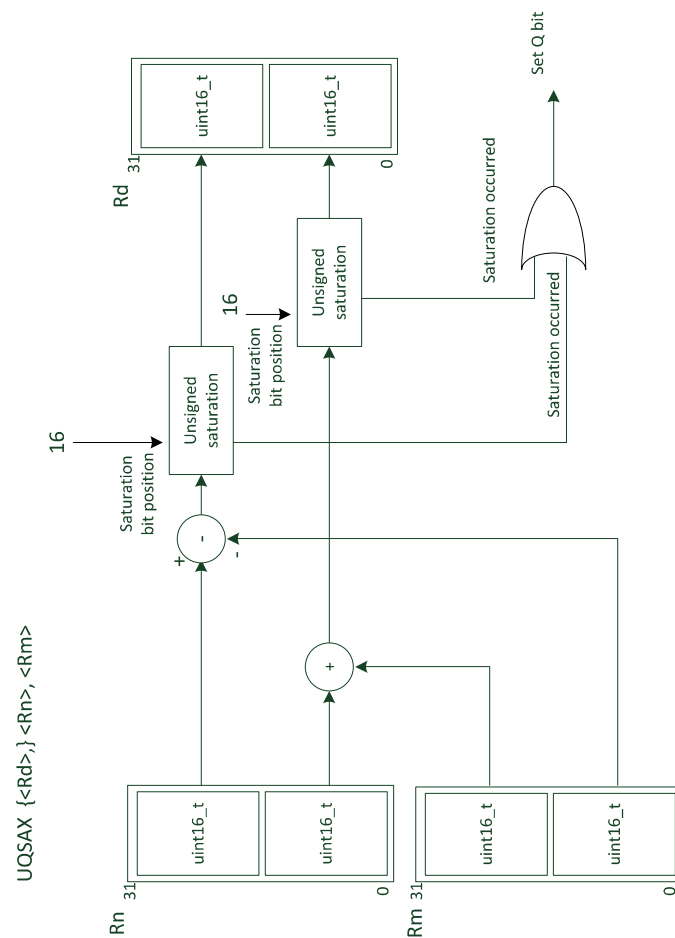 UQSAX {<Rd>,} <Rn>, <Rm>
Rn
31
uint16_t
uint16_t
0
Rm
31
uint16_t
uint16_t
0
+
-
-
+
16
Saturation
bit position
Unsigned
saturation
16
Saturation
bit position
Unsigned
saturation
Rd
31
uint16_t
uint16_t
0
Saturation occurred
Saturation occurred
Set Q bit